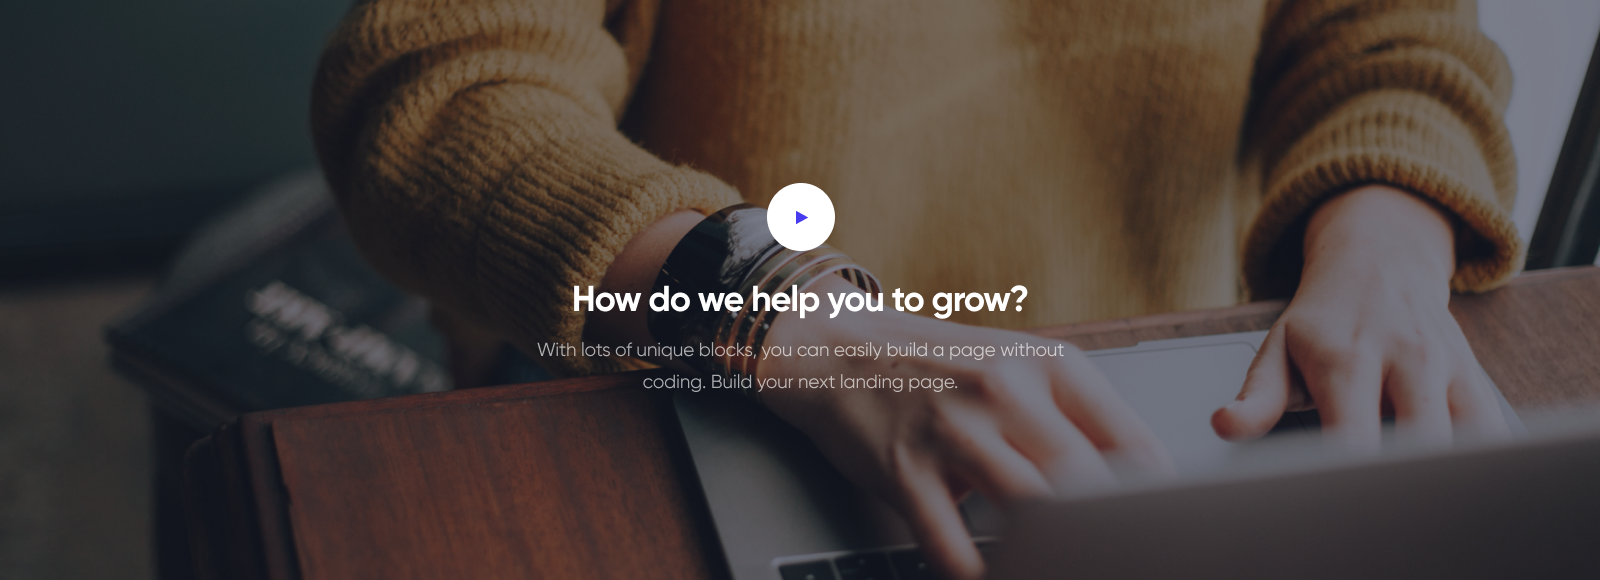 How do we help you to grow?
With lots of unique blocks, you can easily build a page without
coding. Build your next landing page.